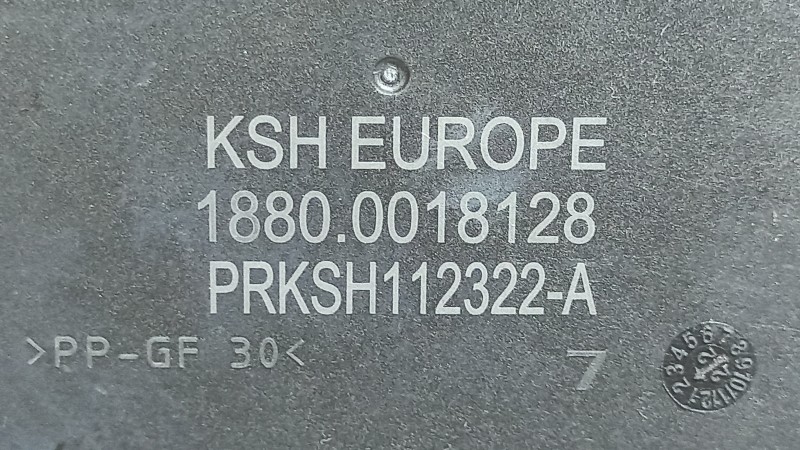 KSH EUROPE
1880.0018128
PRKSH112322-A
>PP-GF 30<
7